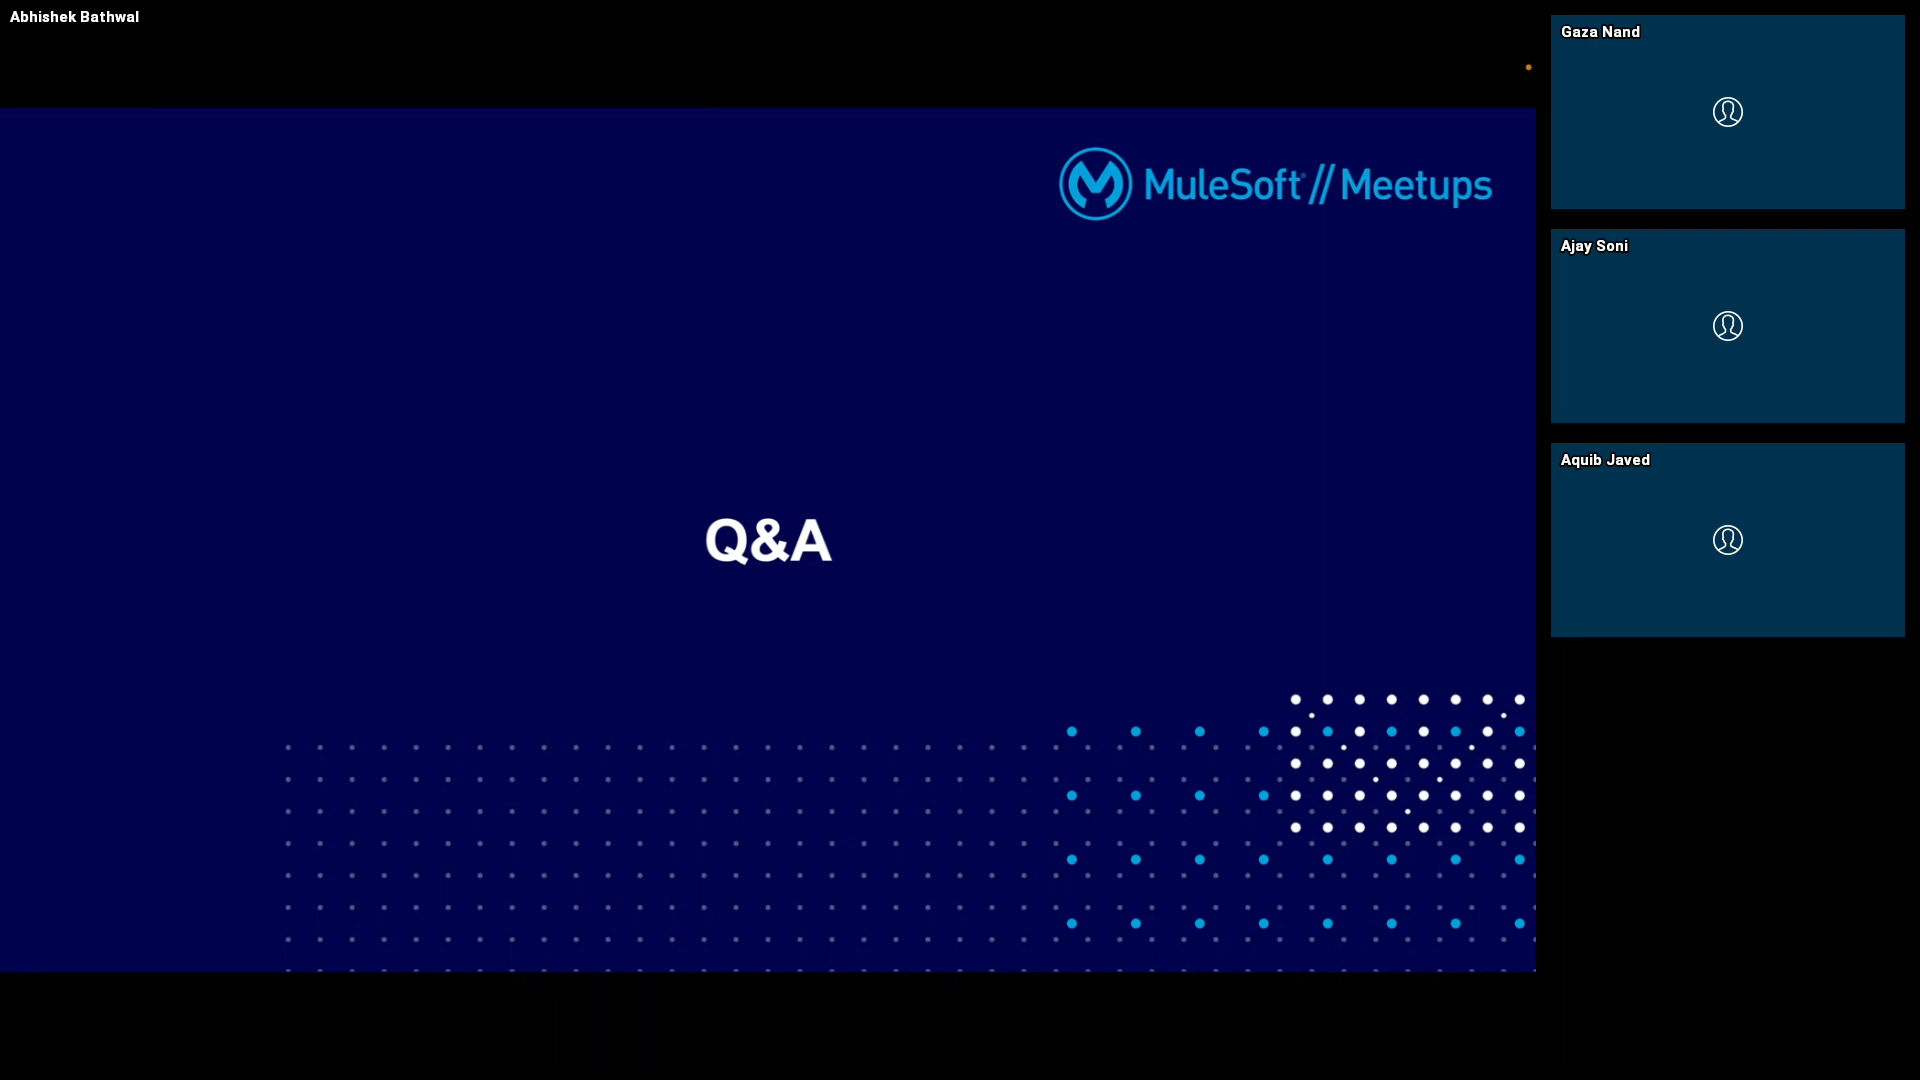 Abhishek Bathwal
Gaza Nand
MuleSoft // Meetups
Ajay Soni
Aquib Javed
Q&A